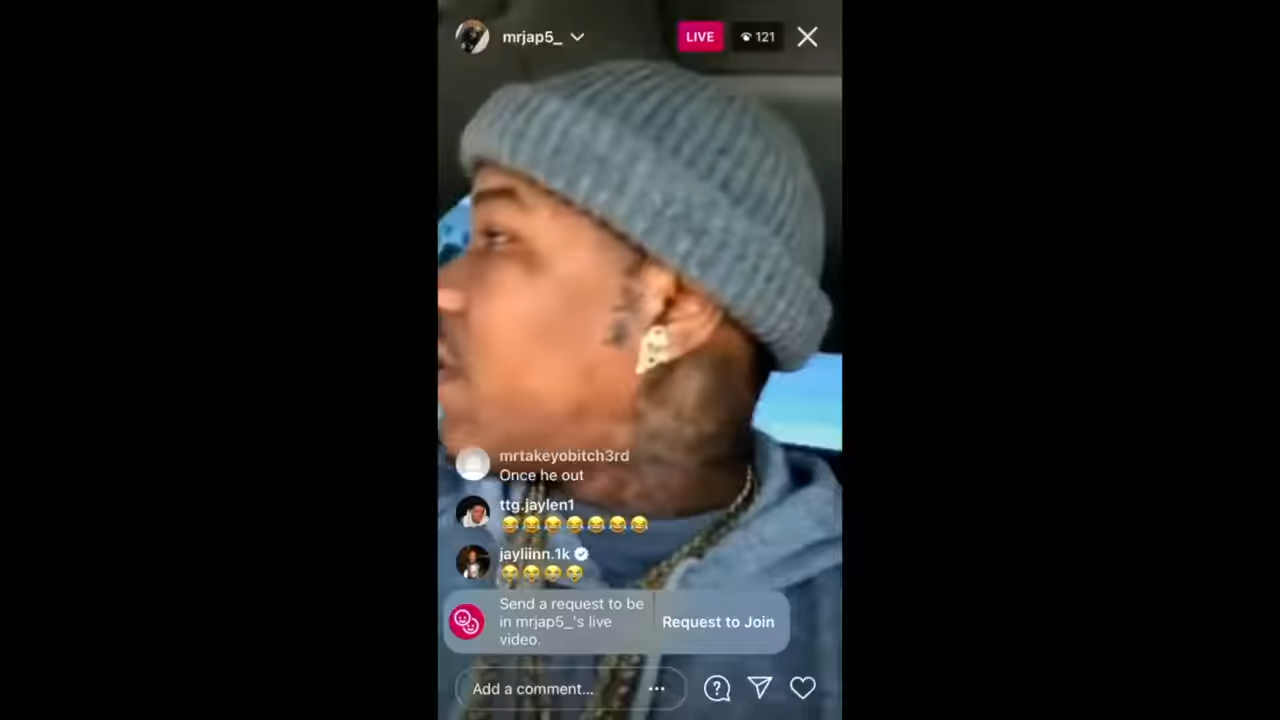 mrjap5_
LIVE
121
mrtakeyobitch3rd
Once he out
ttg.jaylen1
😂😂😂😂😂😂😂
jayliinn.1k
😭😭😭😭
Send a request to be
in mrjap5_'s live
video.
Request to Join
Add a comment...